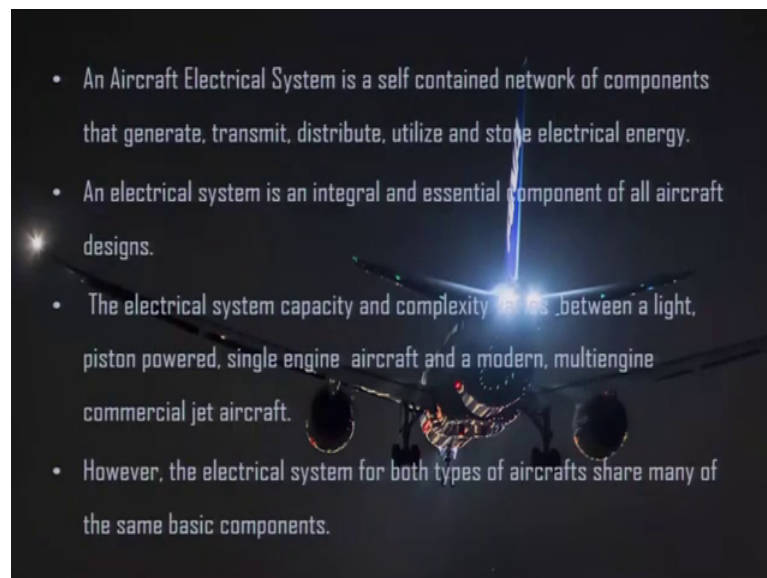 • An Aircraft Electrical System is a self contained network of components
that generate, transmit, distribute, utilize and store electrical energy.
• An electrical system is an integral and essential component of all aircraft
designs.
• The electrical system capacity and complexity varies between a light,
piston powered, single engine aircraft and a modern, multiengine
commercial jet aircraft.
• However, the electrical system for both types of aircrafts share many of
the same basic components.